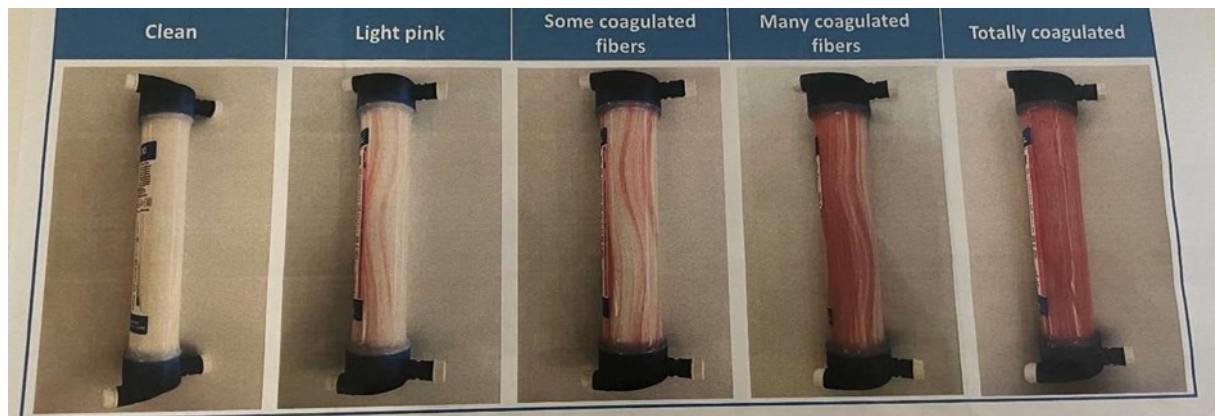 Clean
Light pink
Some coagulated
fibers
Many coagulated
fibers
Totally coagulated